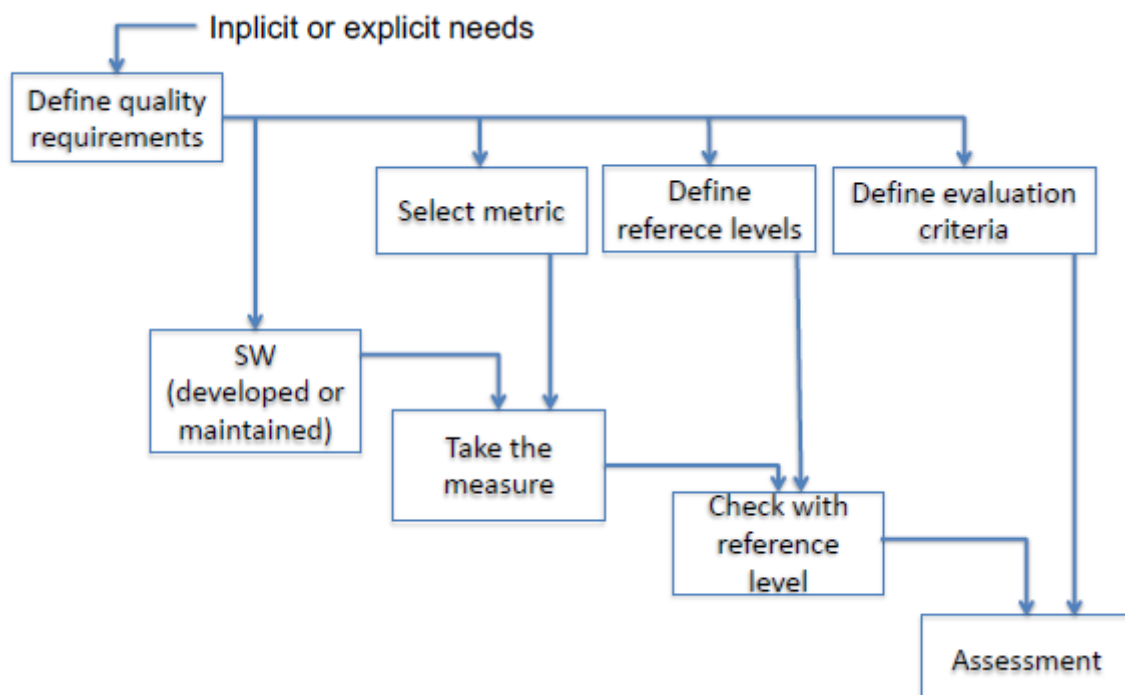 Inplicit or explicit needs
Define quality
requirements
Select metric
Define
referece levels
Define evaluation
criteria
SW
(developed or
maintained)
Take the
measure
Check with
reference
level
Assessment